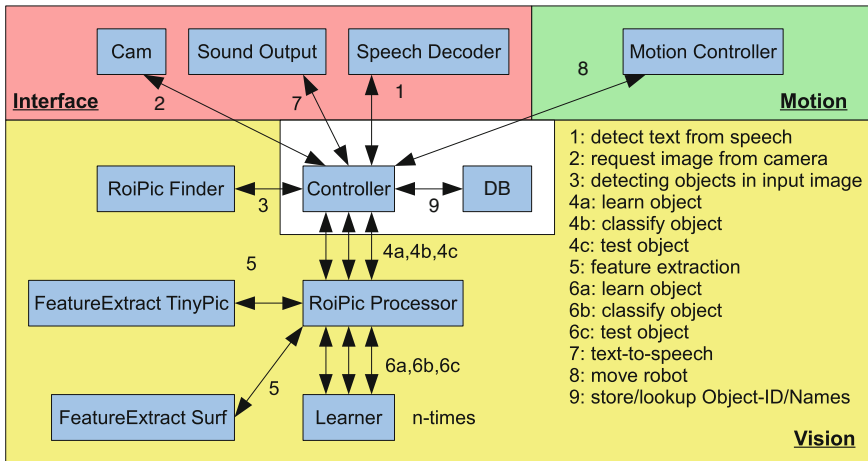 Cam
Sound Output
Speech Decoder
Motion Controller
8
Interface
2
7
1
Motion
1: detect text from speech
2: request image from camera
RoiPic Finder
3
Controller
9
DB
3: detecting objects in input image
4a: learn object
4b: classify object
4a,4b,4c
4c: test object
5
5: feature extraction
FeatureExtract TinyPic
RoiPic Processor
6a: learn object
6b: classify object
6c: test object
6a,6b,6c
7: text-to-speech
5
8: move robot
9: store/lookup Object-ID/Names
FeatureExtract Surf
Learner
n-times
Vision